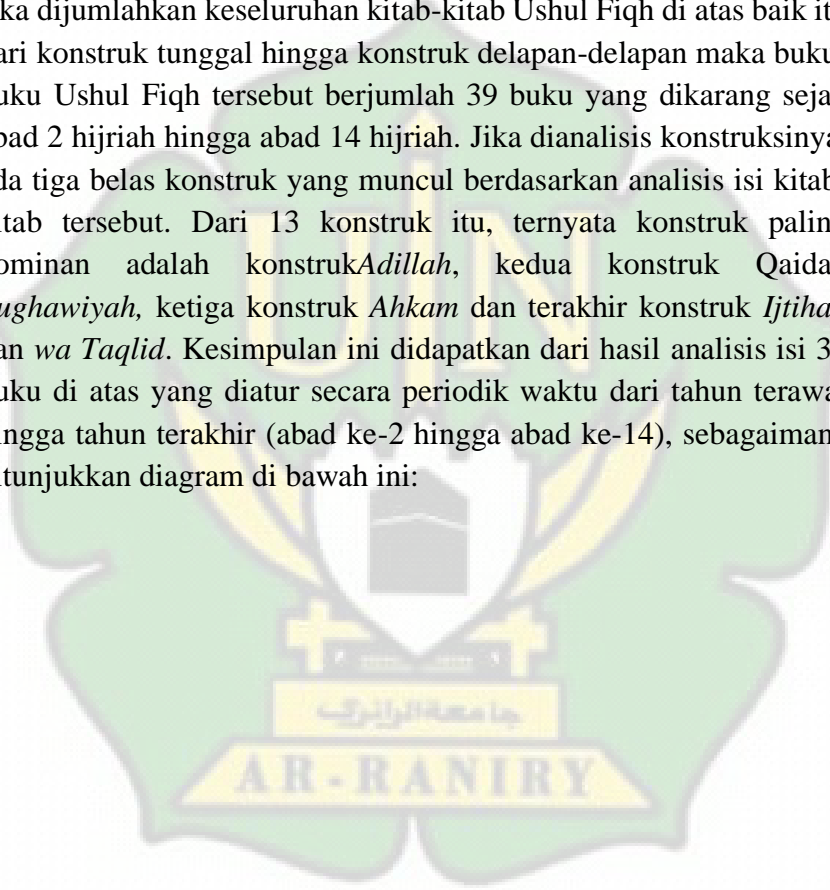 ka dijumlahkan keseluruhan kitab-kitab Ushul Fiqh di atas baik it
ari konstruk tunggal hingga konstruk delapan-delapan maka buku
uku Ushul Fiqh tersebut berjumlah 39 buku yang dikarang seja
bad 2 hijriah hingga abad 14 hijriah. Jika dianalisis konstruksinya
da tiga belas konstruk yang muncul berdasarkan analisis isi kitab
itab tersebut. Dari 13 konstruk itu, ternyata konstruk palin
ominan adalah konstrukAdillah, kedua konstruk Qaida
ughawiyah, ketiga konstruk Ahkam dan terakhir konstruk Ijtiha
an wa Taqlid. Kesimpulan ini didapatkan dari hasil analisis isi 3
uku di atas yang diatur secara periodik waktu dari tahun terawa
ingga tahun terakhir (abad ke-2 hingga abad ke-14), sebagaiman
itunjukkan diagram di bawah ini:
UIN
جامعة الرانري
AR-RANIRY